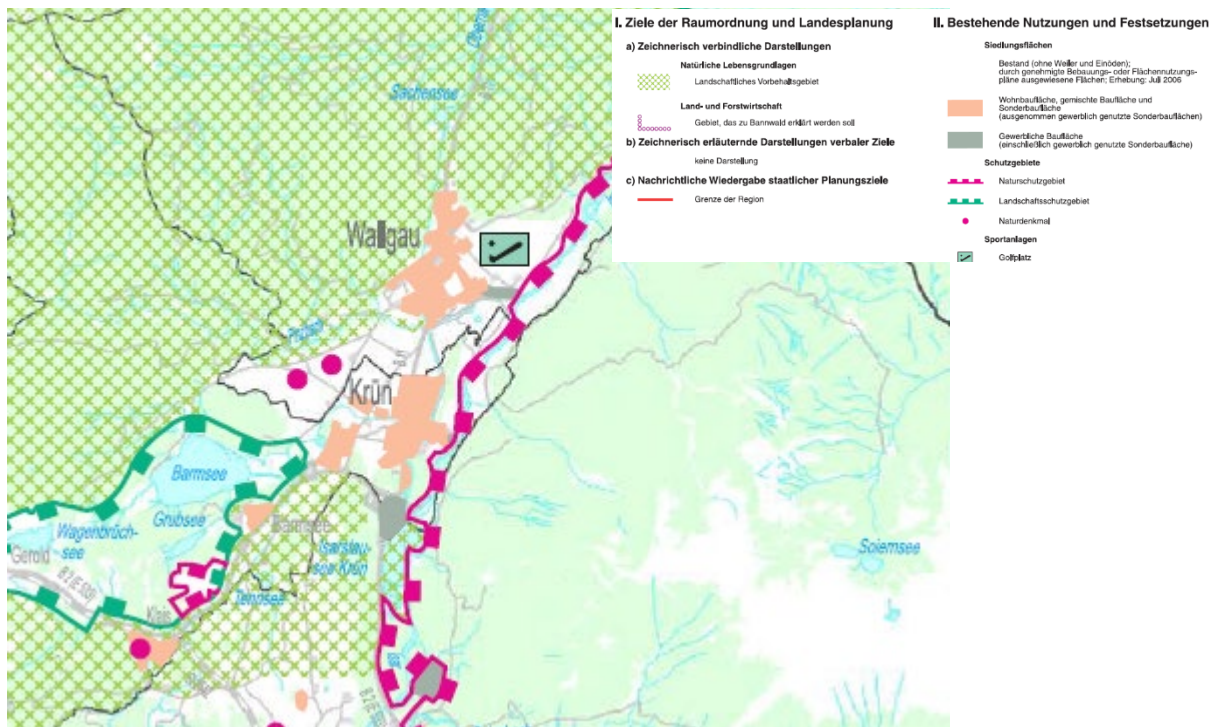 I. Ziele der Raumordnung und Landesplanung
a) Zeichnerisch verbindliche Darstellungen
Natürliche Lebensgrundlagen
Landschaftliches Vorbehaltsgebiet
Land- und Forstwirtschaft
Gebiet, das zu Bannwald erklärt werden soll
b) Zeichnerisch erläuternde Darstellungen verbaler Ziele
keine Darstellung
c) Nachrichtliche Wiedergabe staatlicher Planungsziele
Grenze der Region
II. Bestehende Nutzungen und Festsetzungen
Siedlungsflächen
Bestand (ohne Weiler und Einöden);
durch genehmigte Bebauungs- oder Flächennutzungs-
pläne ausgewiesene Flächen; Erhebung: Juli 2006
Wohnbaufläche, gemischte Baufläche und
Sonderbaufläche
(ausgenommen gewerblich genutzte Sonderbauflächen)
Gewerbliche Baufläche
(einschließlich gewerblich genutzte Sonderbaufläche)
Schutzgebiete
Naturschutzgebiet
Landschaftsschutzgebiet
Naturdenkmal
Sportanlagen
Golfplatz
Sachensee
Wallgau
Krün
Barmsee
Grubsee
Barmsee
Wagenbrüch-
see
Gerold
Isarstau-
see Krün
Tennsee
Klais
Soiernsee